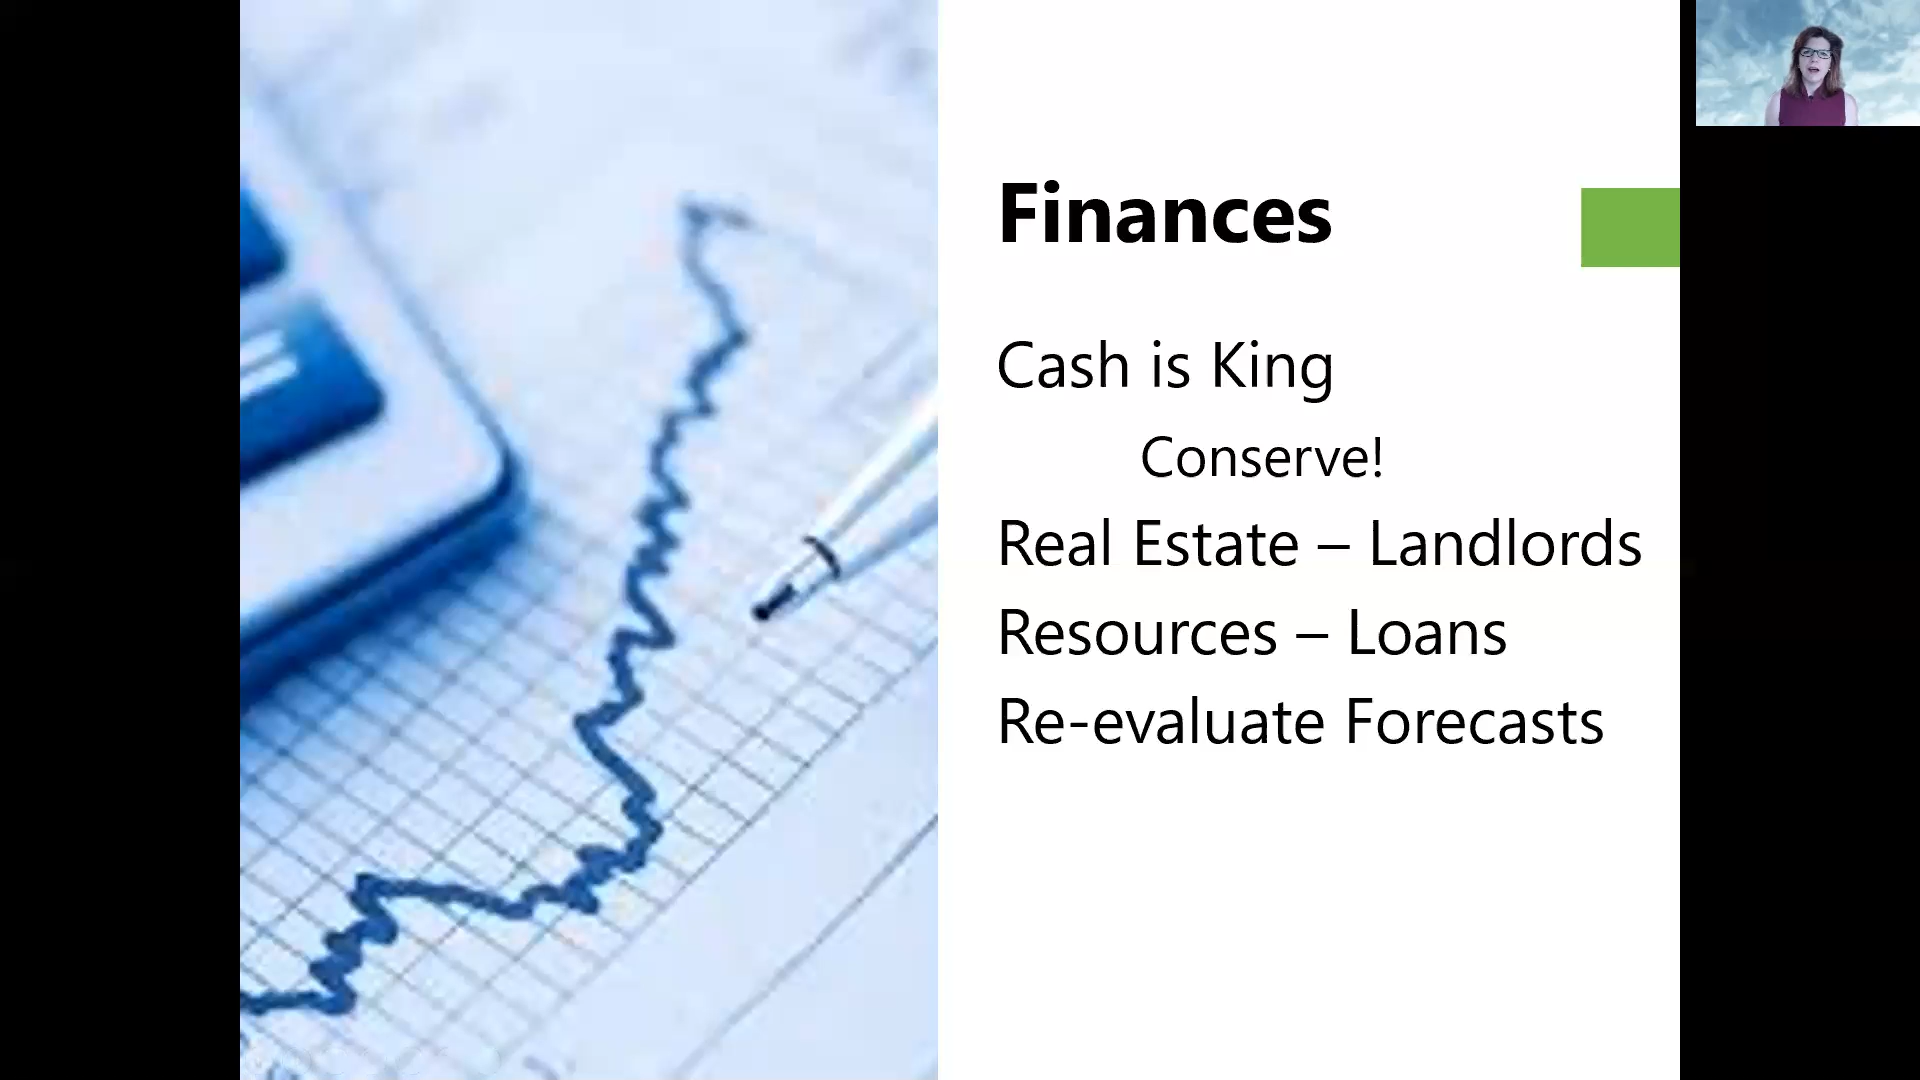 Finances
Cash is King
Conserve!
Real Estate – Landlords
Resources – Loans
Re-evaluate Forecasts